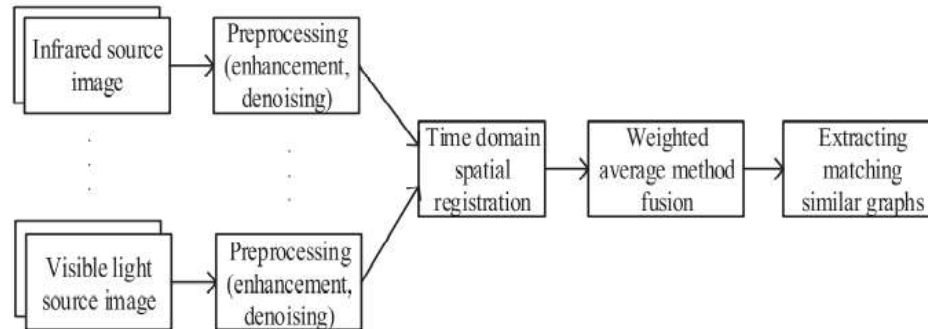 Infrared source
image
Preprocessing
(enhancement,
denoising)
Time domain
spatial
registration
Weighted
average method
fusion
Extracting
matching
similar graphs
Visible light
source image
Preprocessing
(enhancement,
denoising)